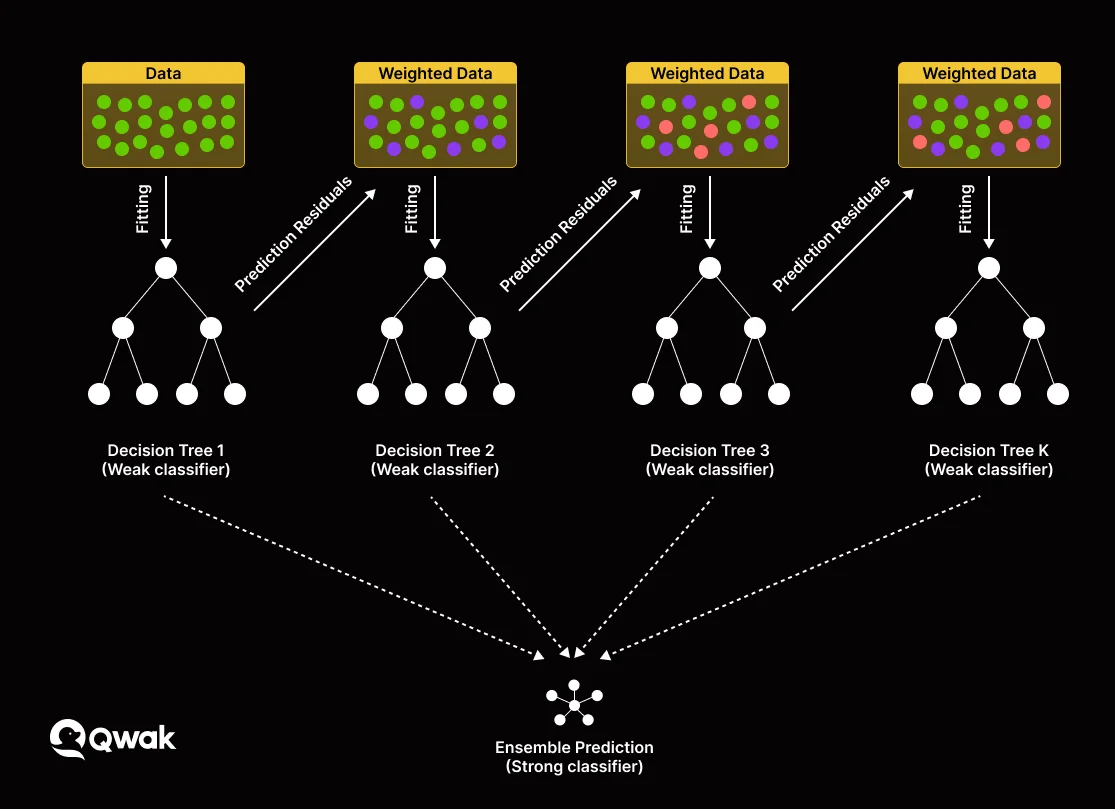 Data
Weighted Data
Weighted Data
Weighted Data
Fitting
Prediction Residuals
Fitting
Prediction Residuals
Fitting
Prediction Residuals
Fitting
Decision Tree 1
(Weak classifier)
Decision Tree 2
(Weak classifier)
Decision Tree 3
(Weak classifier)
Decision Tree K
(Weak classifier)
Qwak
Ensemble Prediction
(Strong classifier)